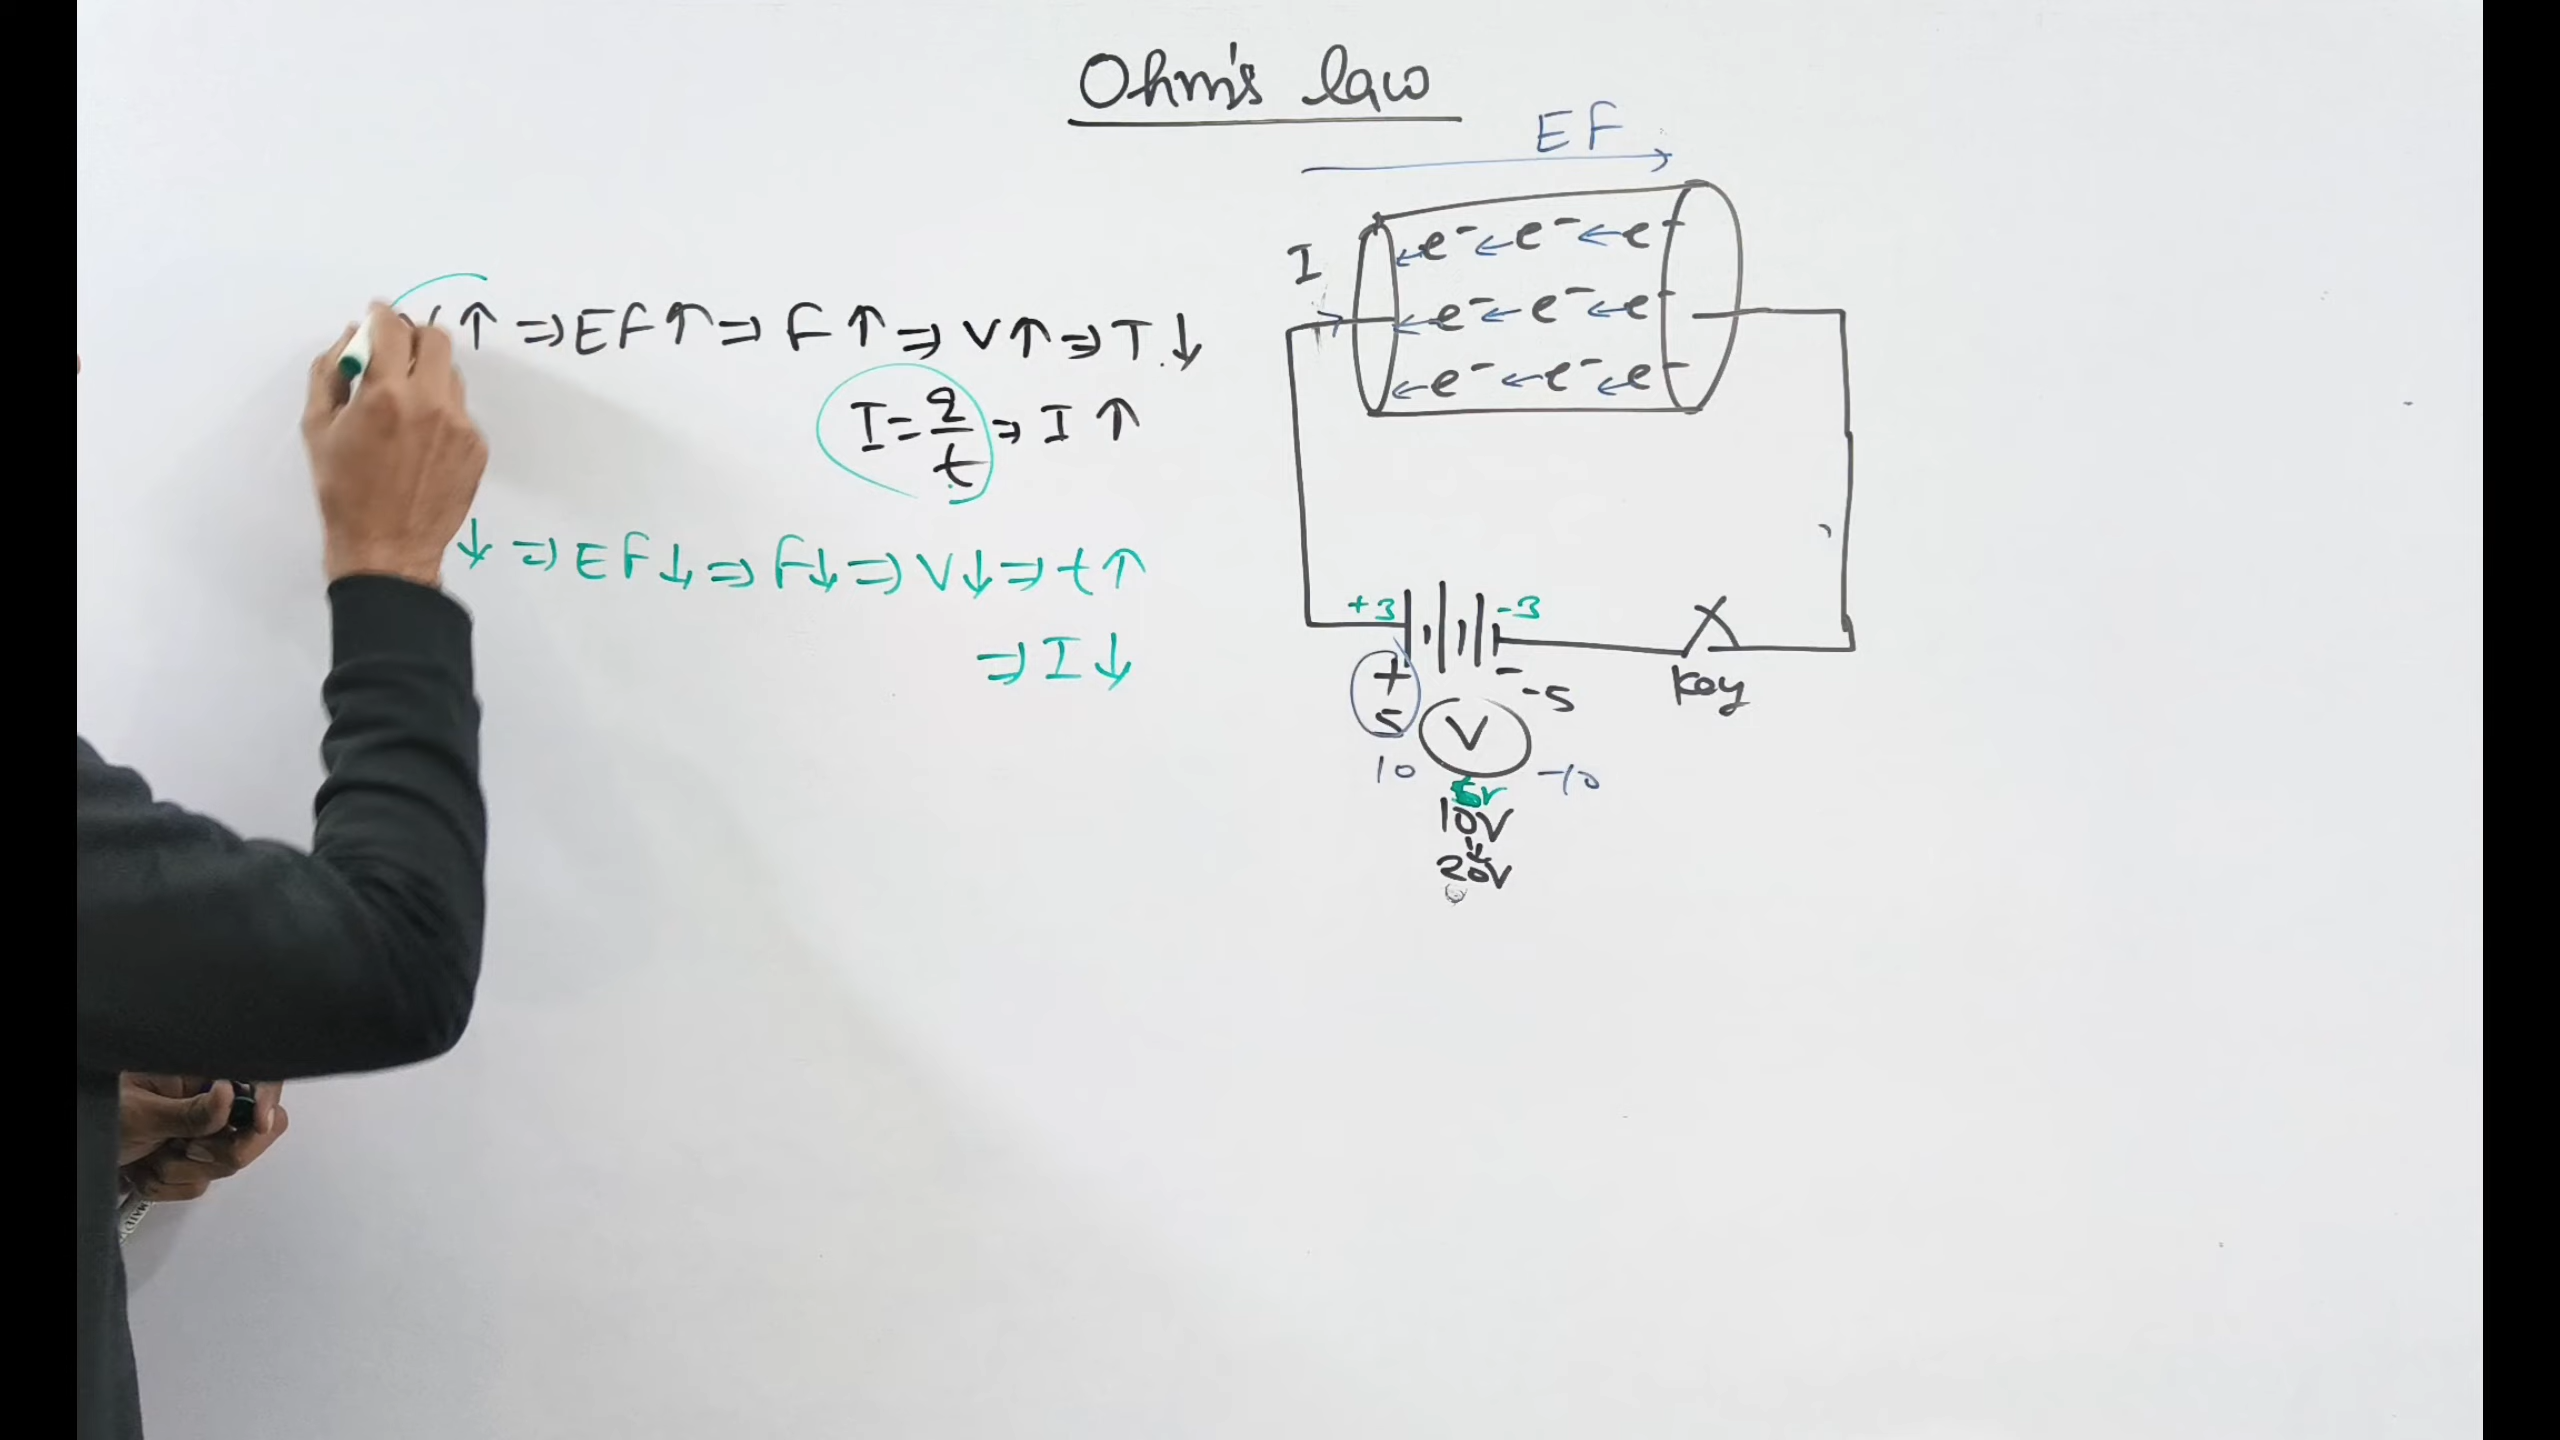 Ohm's law
EF
V↑ ⇒ EF↑ ⇒ F↑ ⇒ V↑ ⇒ T↓
I = q/t ⇒ I↑
↓ ⇒ EF↓ ⇒ F↓ ⇒ V↓ ⇒ t↑
⇒ I↓
I
← e⁻ ← e⁻ ← e⁻
← e⁻ ← e⁻ ← e⁻
← e⁻ ← e⁻ ← e⁻
+3 -3
+ -
5 -5
Key
V
10 -10
10V
↓
20V